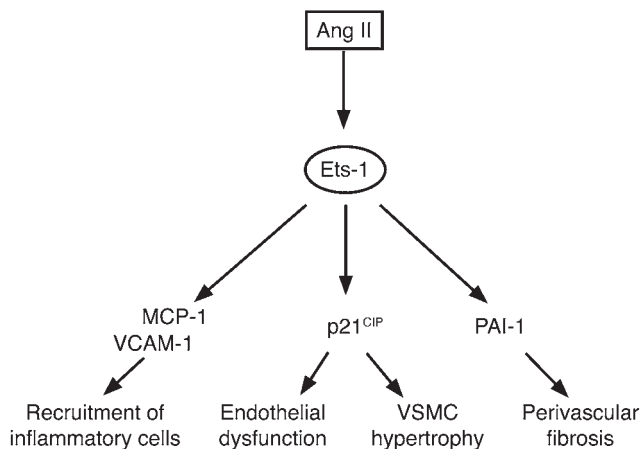 Ang II
Ets-1
MCP-1
VCAM-1
p21CIP
PAI-1
Recruitment of
inflammatory cells
Endothelial
dysfunction
VSMC
hypertrophy
Perivascular
fibrosis